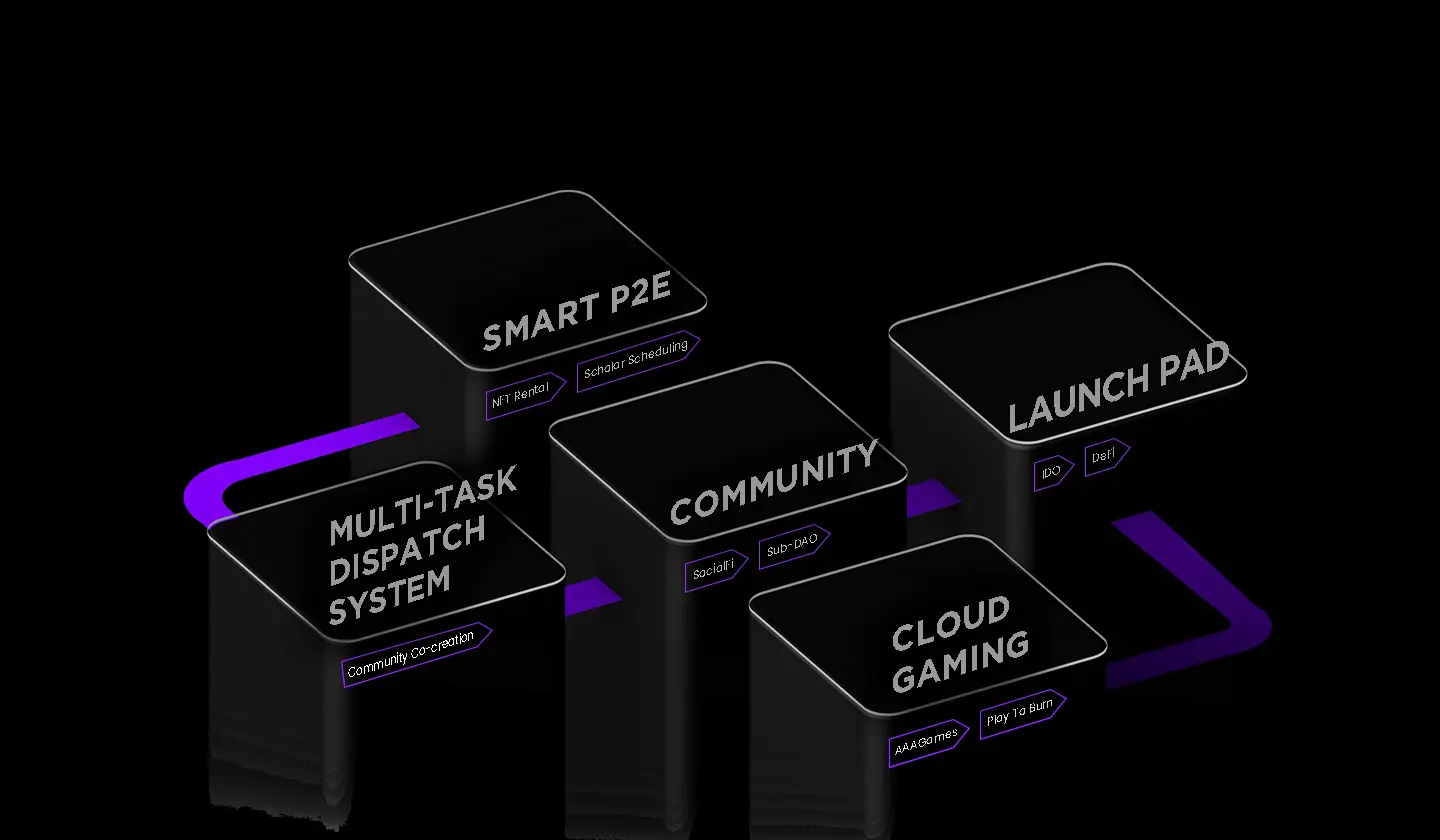 SMART P2E
NFT Rental
Scholar Scheduling
LAUNCH PAD
IDO
DeFi
COMMUNITY
SocialFi
Sub-DAO
MULTI-TASK
DISPATCH
SYSTEM
Community Co-creation
CLOUD
GAMING
AAAGames
Play To Burn